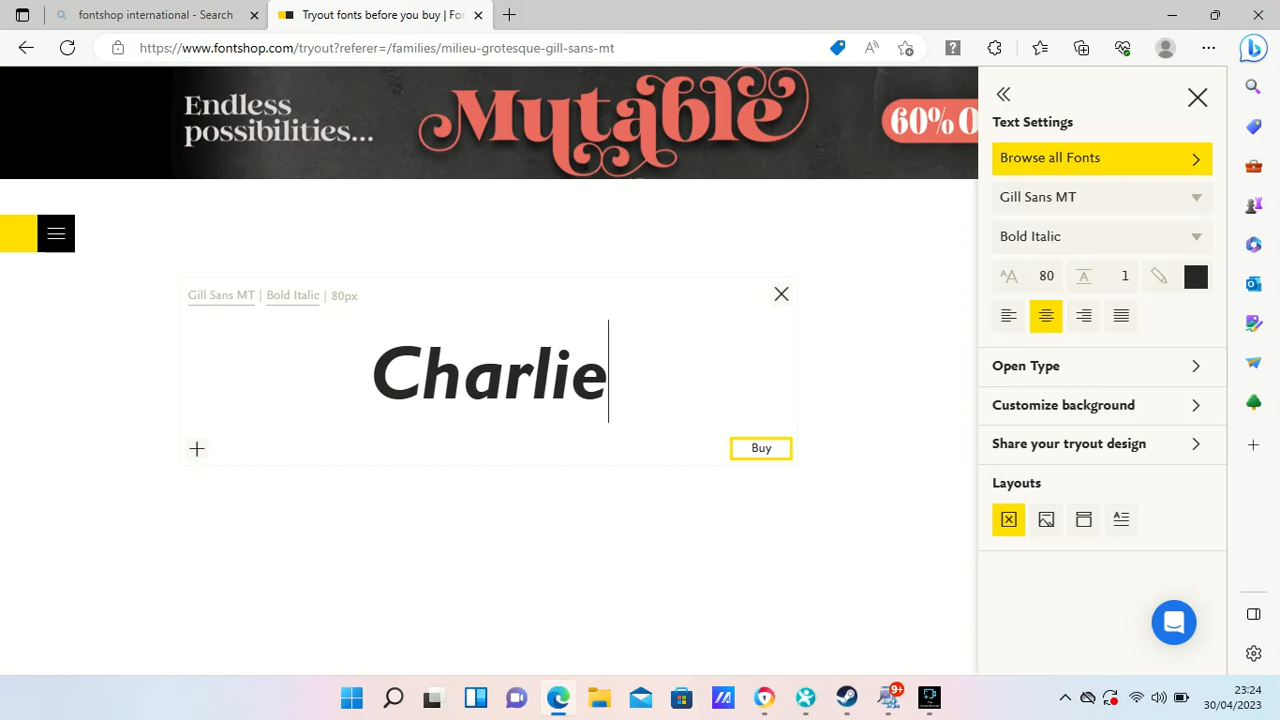 fontshop international - Search
Tryout fonts before you buy | Fon
https://www.fontshop.com/tryout?referer=/families/milieu-grotesque-gill-sans-mt
Endless
possibilities...
Mutable
60% O
Text Settings
Browse all Fonts
Gill Sans MT
Bold Italic
80
1
Gill Sans MT | Bold Italic | 80px
Charlie
Buy
Open Type
Customize background
Share your tryout design
Layouts
9+
23:24
30/04/2023